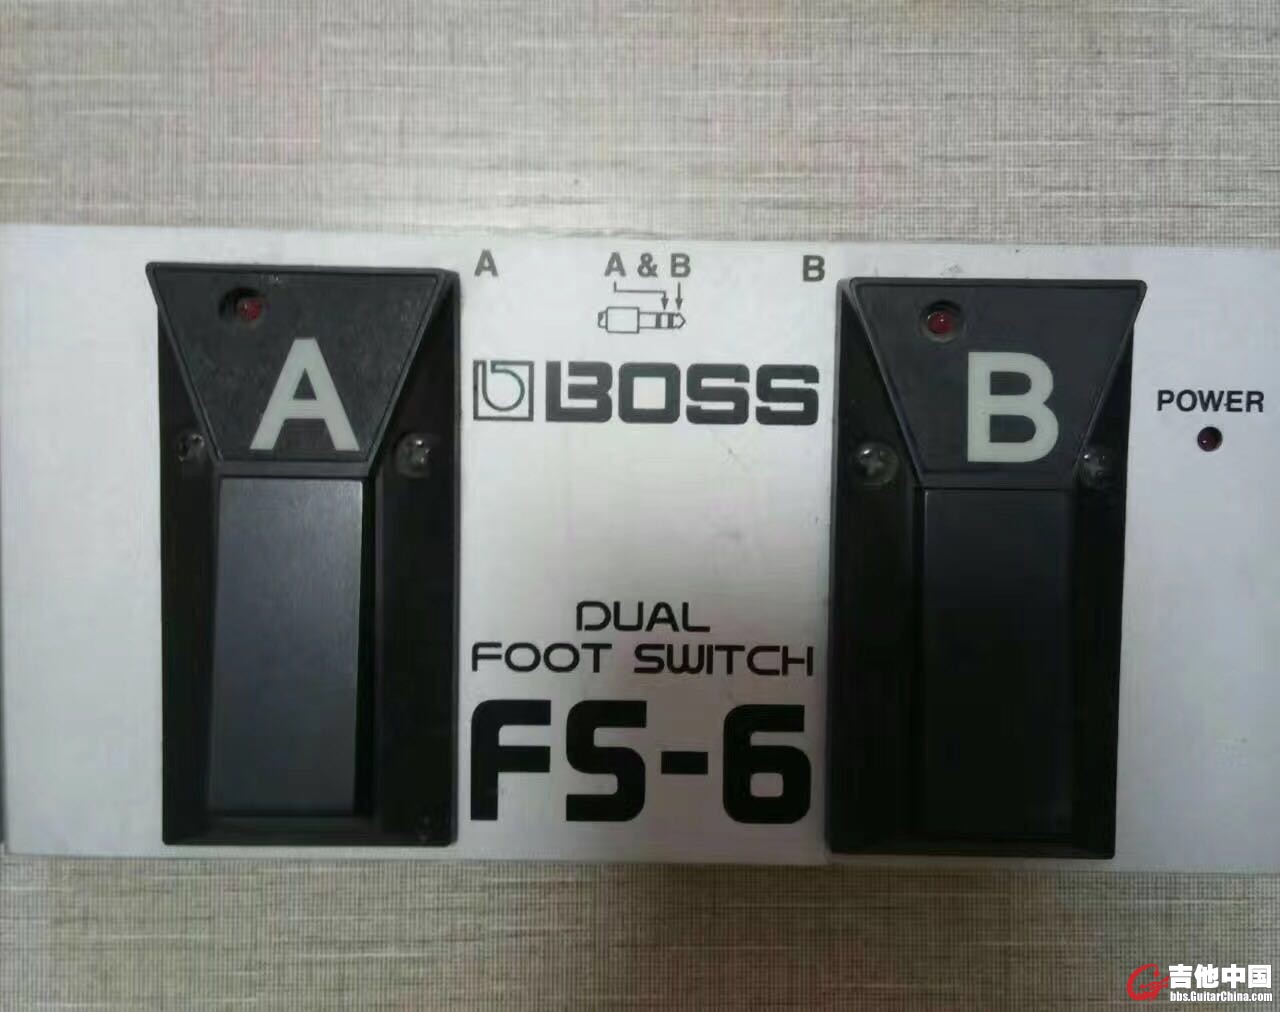 A
A & B
B
BOSS
A
B
POWER
DUAL
FOOT SWITCH
FS-6
吉他中国
bbs.GuitarChina.com